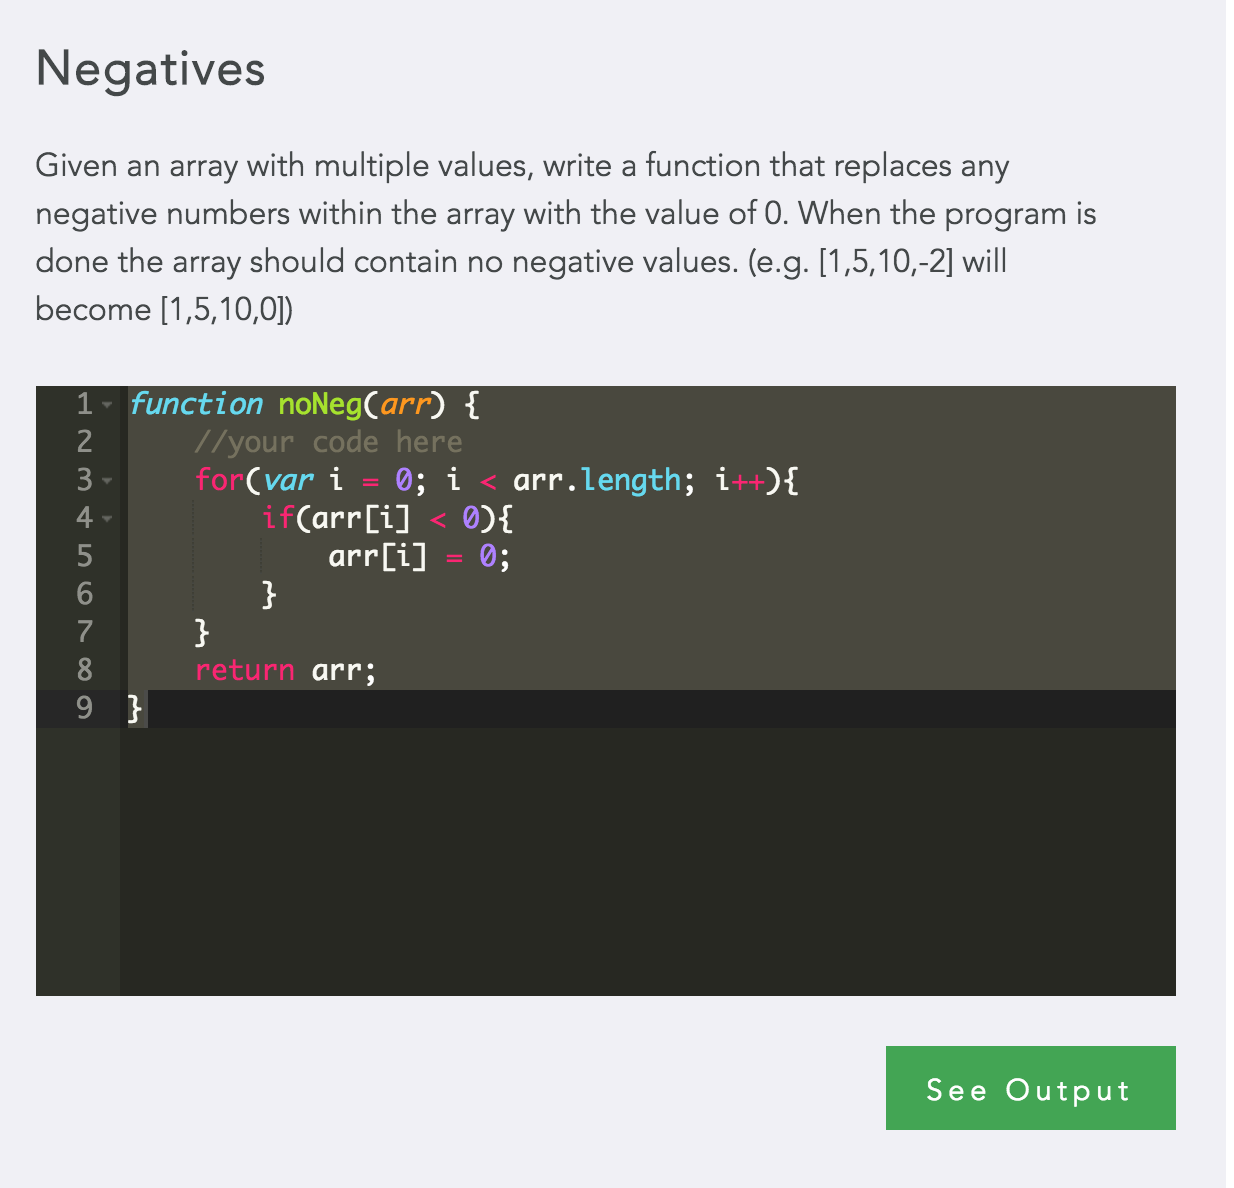 Negatives
Given an array with multiple values, write a function that replaces any
negative numbers within the array with the value of 0. When the program is
done the array should contain no negative values. (e.g. [1,5,10,-2] will
become [1,5,10,0])
1 function noNeg(arr) {
2     //your code here
3     for(var i = 0; i < arr.length; i++){
4         if(arr[i] < 0){
5             arr[i] = 0;
6         }
7     }
8     return arr;
9 }
See Output